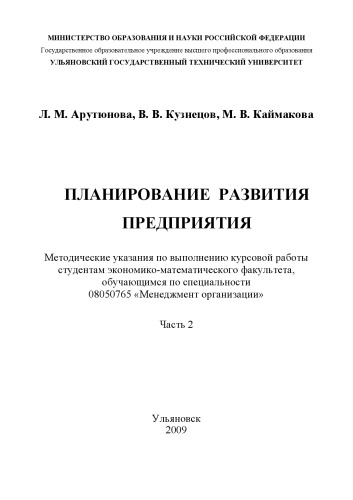 МИНИСТЕРСТВО ОБРАЗОВАНИЯ И НАУКИ РОССИЙСКОЙ ФЕДЕРАЦИИ
Государственное образовательное учреждение высшего профессионального образования
УЛЬЯНОВСКИЙ ГОСУДАРСТВЕННЫЙ ТЕХНИЧЕСКИЙ УНИВЕРСИТЕТ
Л. М. Арутюнова, В. В. Кузнецов, М. В. Каймакова
ПЛАНИРОВАНИЕ РАЗВИТИЯ
ПРЕДПРИЯТИЯ
Методические указания по выполнению курсовой работы
студентам экономико-математического факультета,
обучающимся по специальности
08050765 «Менеджмент организации»
Часть 2
Ульяновск
2009